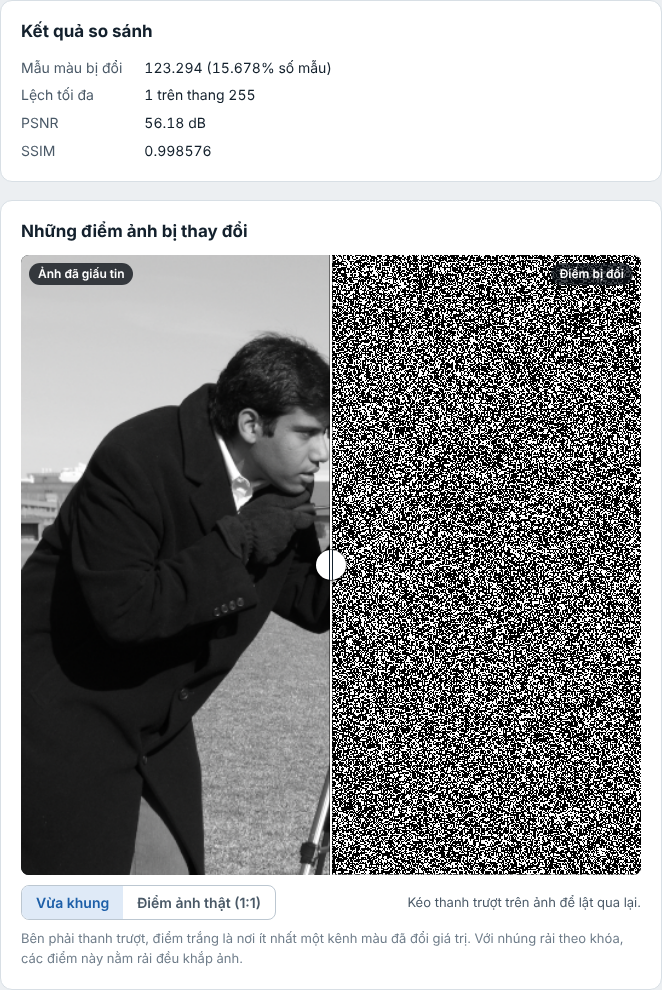 Kết quả so sánh
Mẫu màu bị đổi 123.294 (15.678% số mẫu)
Lệch tối đa 1 trên thang 255
PSNR 56.18 dB
SSIM 0.998576
Những điểm ảnh bị thay đổi
Ảnh đã giấu tin
Điểm bị đổi
Vừa khung
Điểm ảnh thật (1:1)
Kéo thanh trượt trên ảnh để lật qua lại.
Bên phải thanh trượt, điểm trắng là nơi ít nhất một kênh màu đã đổi giá trị. Với nhúng rải theo khóa,
các điểm này nằm rải đều khắp ảnh.